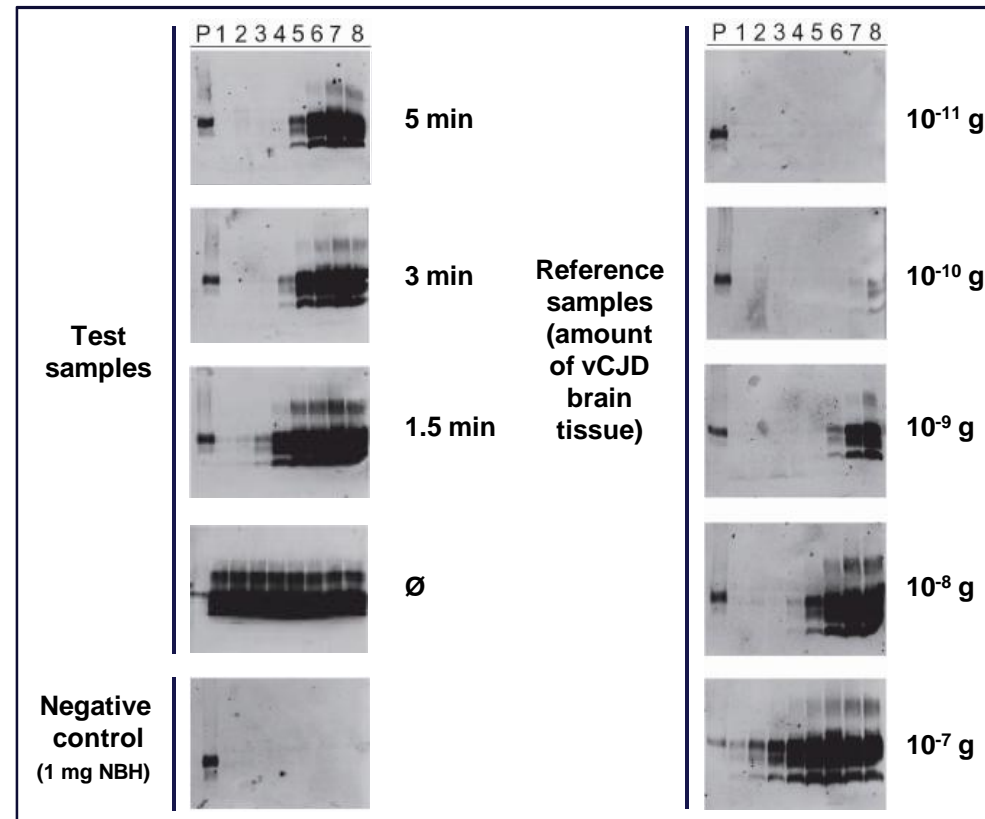 P 1 2 3 4 5 6 7 8
5 min
3 min
Test
samples
1.5 min
Ø
Negative
control
(1 mg NBH)
Reference
samples
(amount
of vCJD
brain
tissue)
P 1 2 3 4 5 6 7 8
10⁻¹¹ g
10⁻¹⁰ g
10⁻⁹ g
10⁻⁸ g
10⁻⁷ g